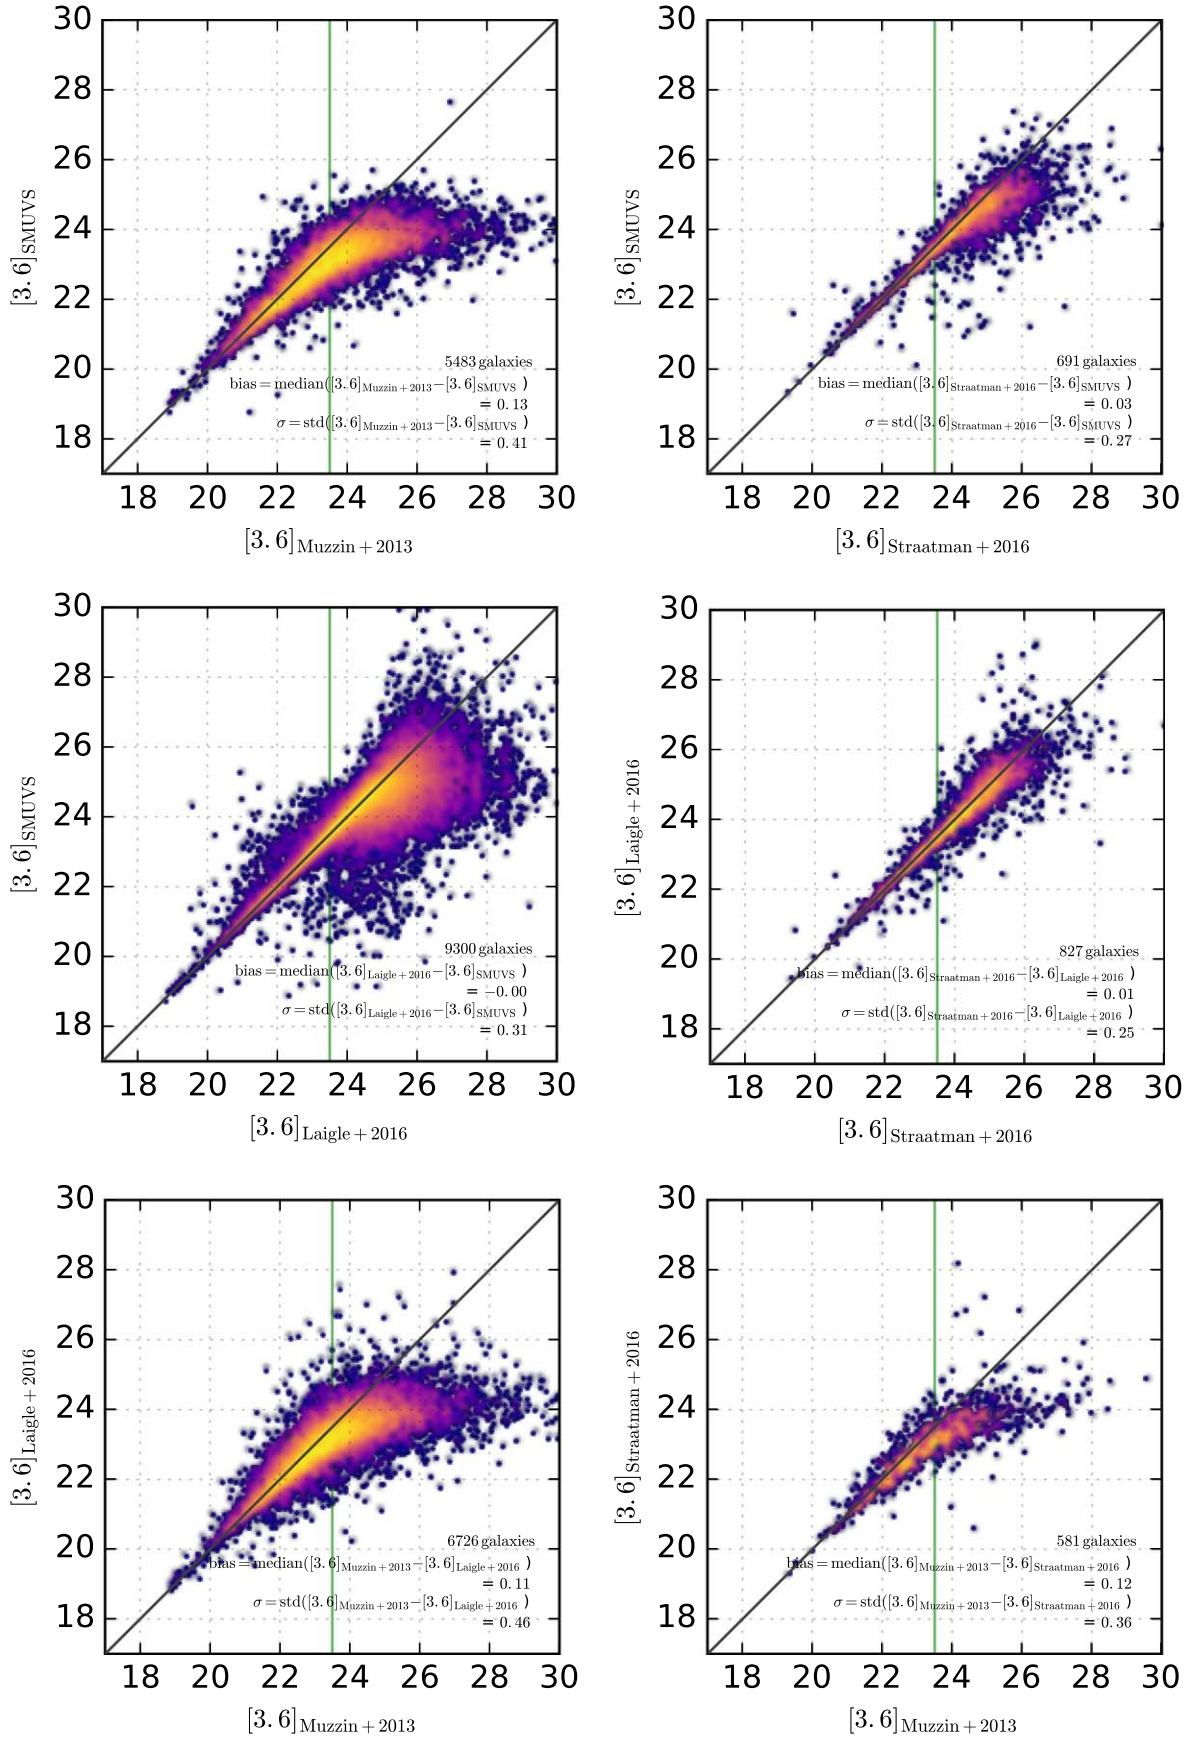 30
28
26
24
22
20
18
[3.6]SMUVS
5483 galaxies
bias = median([3.6]Muzzin+2013−[3.6]SMUVS )
= 0.13
σ = std([3.6]Muzzin+2013−[3.6]SMUVS )
= 0.41
18 20 22 24 26 28 30
[3.6]Muzzin+2013
30
28
26
24
22
20
18
[3.6]SMUVS
691 galaxies
bias = median([3.6]Straatman+2016−[3.6]SMUVS )
= 0.03
σ = std([3.6]Straatman+2016−[3.6]SMUVS )
= 0.27
18 20 22 24 26 28 30
[3.6]Straatman+2016
30
28
26
24
22
20
18
[3.6]SMUVS
9300 galaxies
bias = median([3.6]Laigle+2016−[3.6]SMUVS )
= −0.00
σ = std([3.6]Laigle+2016−[3.6]SMUVS )
= 0.31
18 20 22 24 26 28 30
[3.6]Laigle+2016
30
28
26
24
22
20
18
[3.6]Laigle+2016
827 galaxies
bias = median([3.6]Straatman+2016−[3.6]Laigle+2016 )
= 0.01
σ = std([3.6]Straatman+2016−[3.6]Laigle+2016 )
= 0.25
18 20 22 24 26 28 30
[3.6]Straatman+2016
30
28
26
24
22
20
18
[3.6]Laigle+2016
6726 galaxies
bias = median([3.6]Muzzin+2013−[3.6]Laigle+2016 )
= 0.11
σ = std([3.6]Muzzin+2013−[3.6]Laigle+2016 )
= 0.46
18 20 22 24 26 28 30
[3.6]Muzzin+2013
30
28
26
24
22
20
18
[3.6]Straatman+2016
581 galaxies
bias = median([3.6]Muzzin+2013−[3.6]Straatman+2016 )
= 0.12
σ = std([3.6]Muzzin+2013−[3.6]Straatman+2016 )
= 0.36
18 20 22 24 26 28 30
[3.6]Muzzin+2013